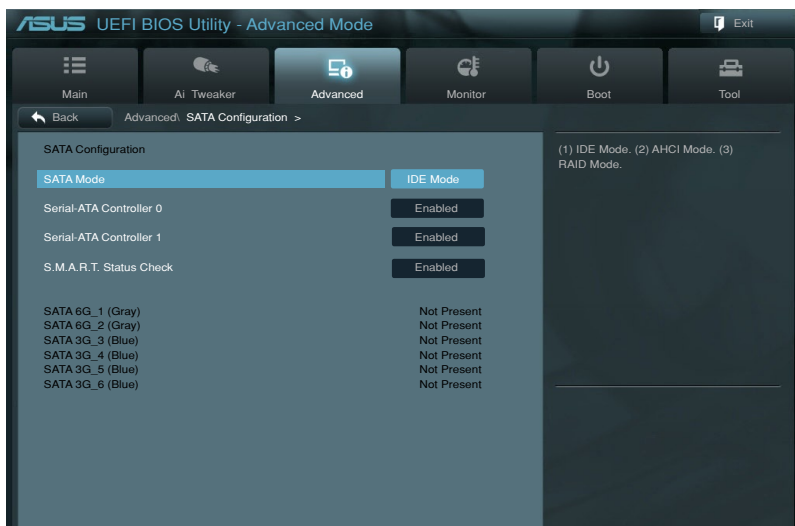 ASUS UEFI BIOS Utility - Advanced Mode
Exit
Main
Ai Tweaker
Advanced
Monitor
Boot
Tool
Back
Advanced\ SATA Configuration >
SATA Configuration
SATA Mode IDE Mode
Serial-ATA Controller 0 Enabled
Serial-ATA Controller 1 Enabled
S.M.A.R.T. Status Check Enabled
SATA 6G_1 (Gray) Not Present
SATA 6G_2 (Gray) Not Present
SATA 3G_3 (Blue) Not Present
SATA 3G_4 (Blue) Not Present
SATA 3G_5 (Blue) Not Present
SATA 3G_6 (Blue) Not Present
(1) IDE Mode. (2) AHCI Mode. (3)
RAID Mode.